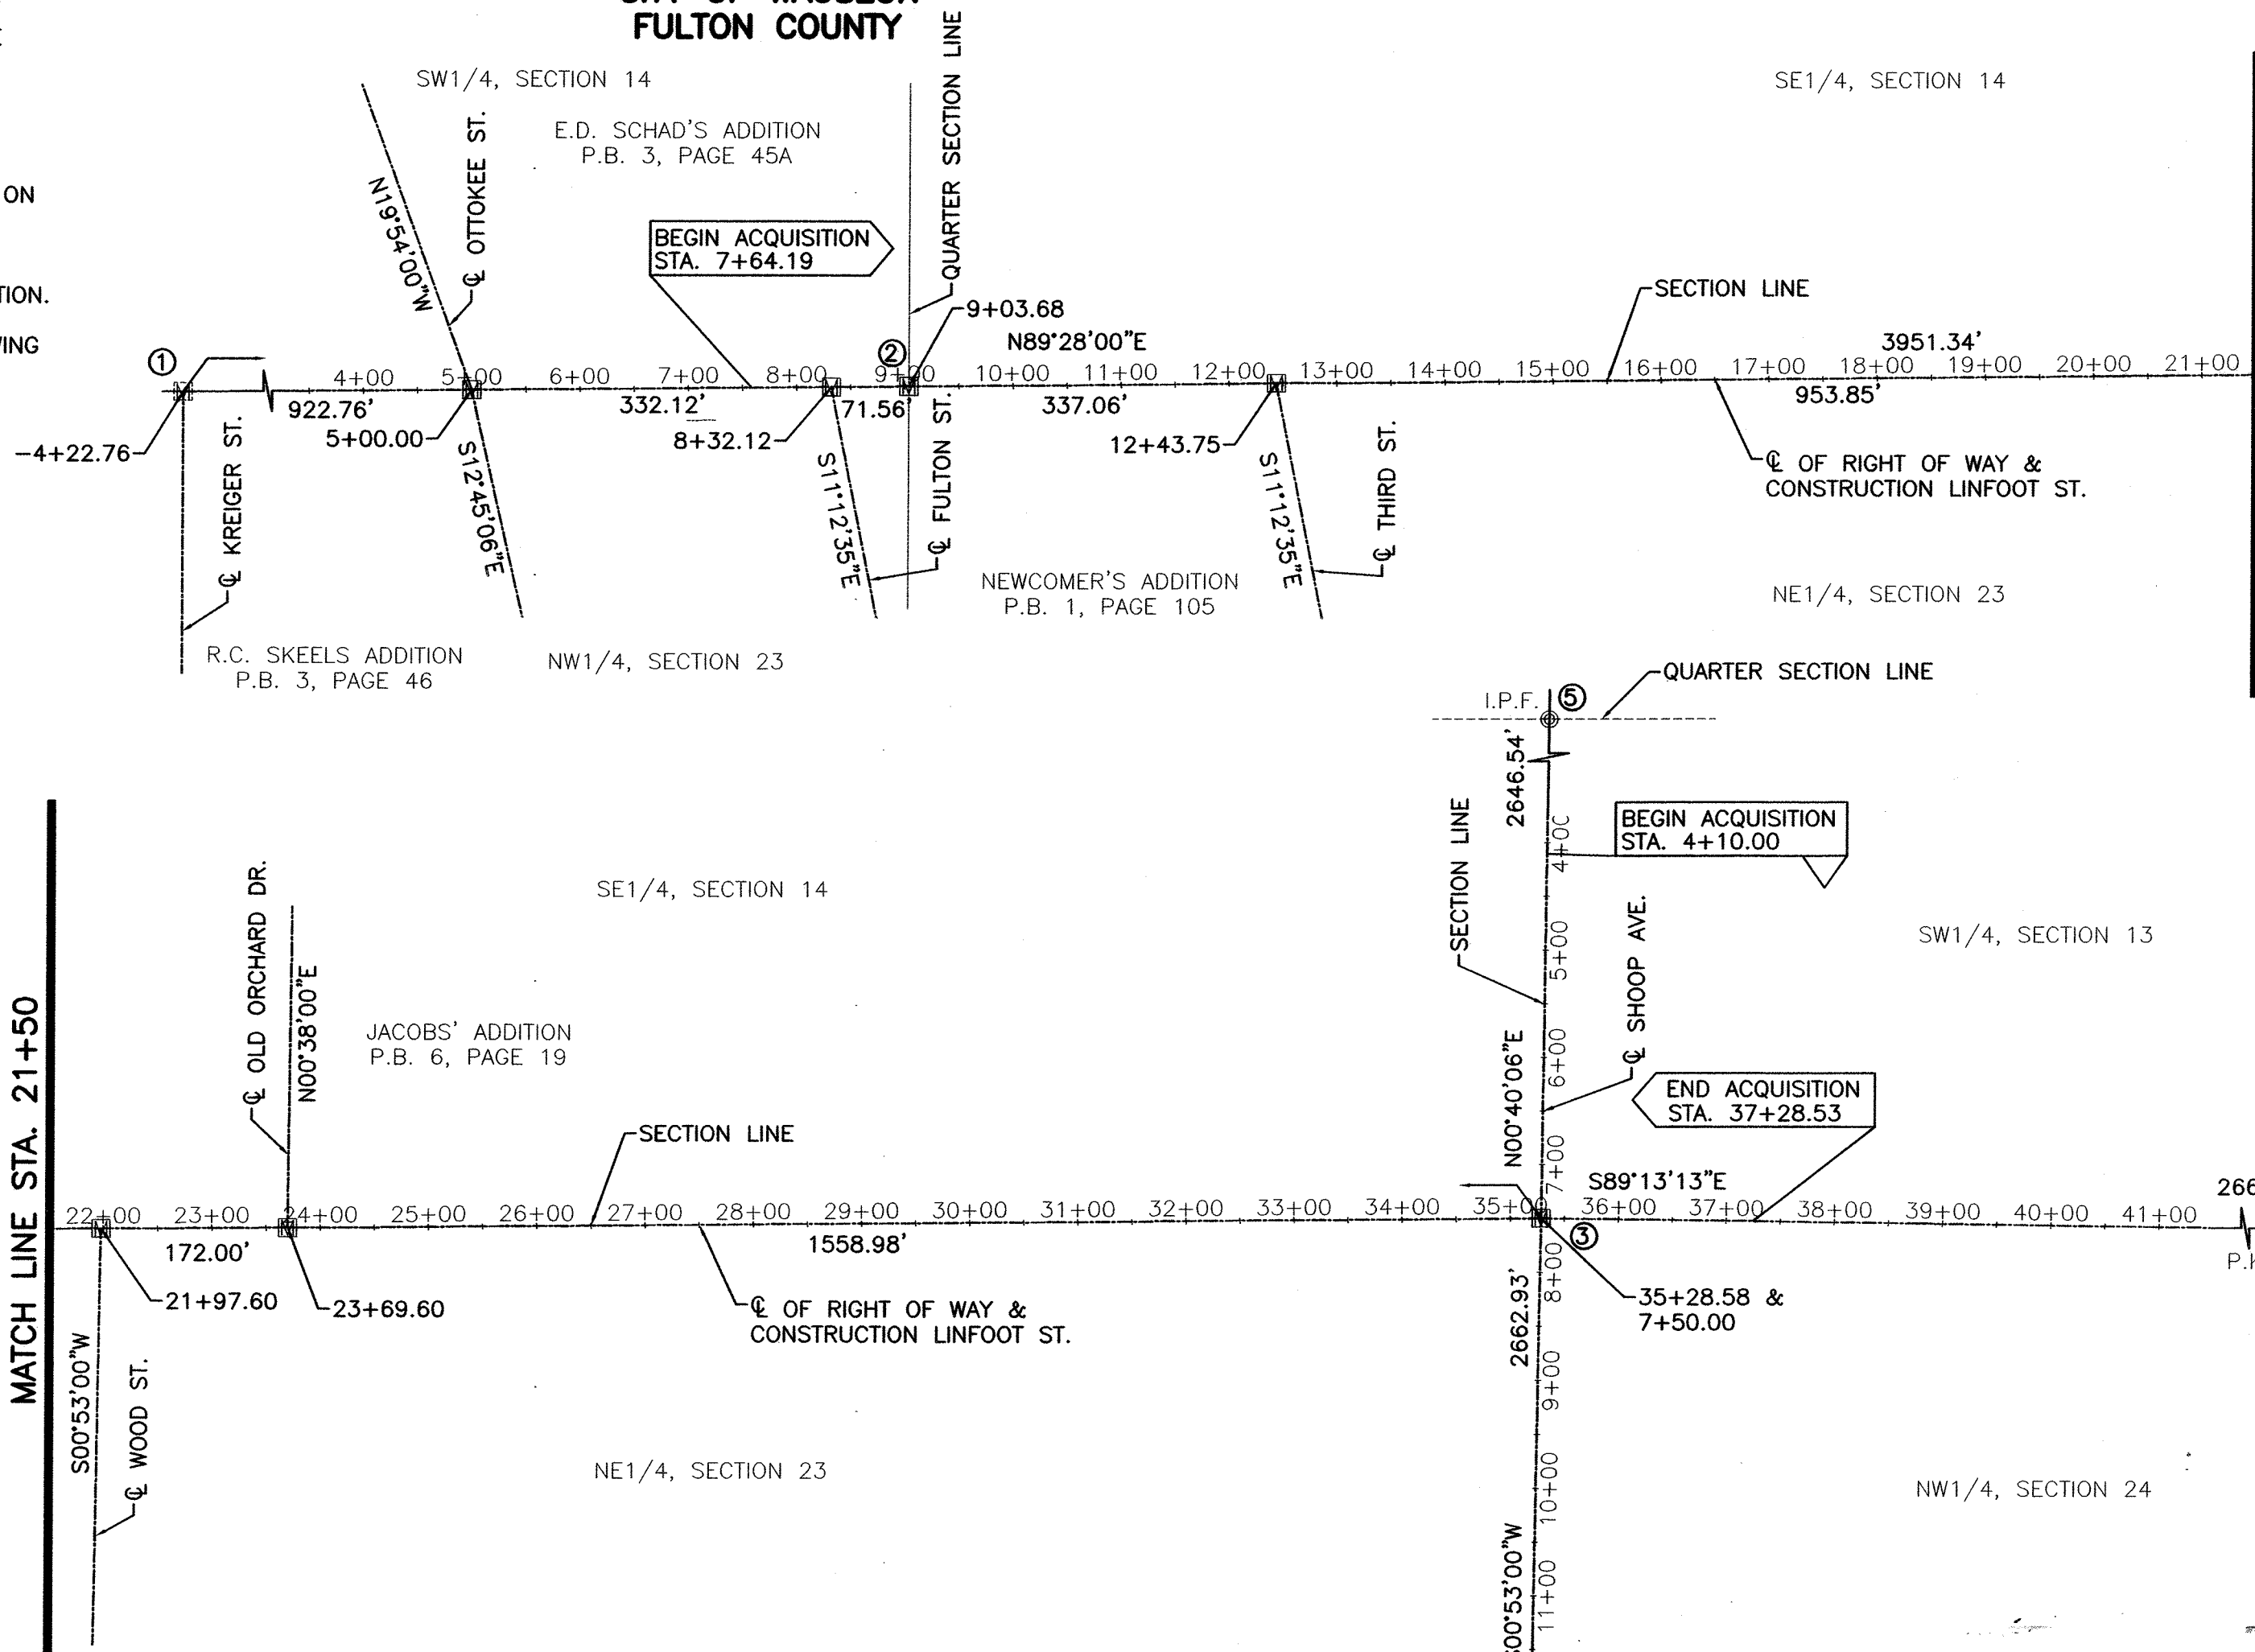 FULTON COUNTY
SW1/4, SECTION 14
SE1/4, SECTION 14
E.D. SCHAD'S ADDITION
P.B. 3, PAGE 45A
QUARTER SECTION LINE
℄ OTTOKEE ST.
N19°54'00"W
ON
BEGIN ACQUISITION
STA. 7+64.19
TION.
9+03.68
SECTION LINE
N89°28'00"E
3951.34'
①
②
4+00
5+00
6+00
7+00
8+00
9+00
10+00
11+00
12+00
13+00
14+00
15+00
16+00
17+00
18+00
19+00
20+00
21+00
922.76'
332.12'
71.56'
337.06'
953.85'
-4+22.76
5+00.00
8+32.12
12+43.75
℄ KREIGER ST.
S12°45'06"E
S11°12'35"E
℄ FULTON ST.
S11°12'35"E
℄ THIRD ST.
℄ OF RIGHT OF WAY &
CONSTRUCTION LINFOOT ST.
NEWCOMER'S ADDITION
P.B. 1, PAGE 105
NE1/4, SECTION 23
R.C. SKEELS ADDITION
P.B. 3, PAGE 46
NW1/4, SECTION 23
QUARTER SECTION LINE
I.P.F.
⑤
2646.54'
BEGIN ACQUISITION
STA. 4+10.00
SECTION LINE
4+00
5+00
6+00
7+00
8+00
9+00
10+00
11+00
℄ SHOOP AVE.
SW1/4, SECTION 13
SE1/4, SECTION 14
℄ OLD ORCHARD DR.
N00°38'00"E
JACOBS' ADDITION
P.B. 6, PAGE 19
MATCH LINE STA. 21+50
N00°40'06"E
END ACQUISITION
STA. 37+28.53
SECTION LINE
S89°13'13"E
22+00
23+00
24+00
25+00
26+00
27+00
28+00
29+00
30+00
31+00
32+00
33+00
34+00
35+00
36+00
37+00
38+00
39+00
40+00
41+00
172.00'
1558.98'
③
21+97.60
23+69.60
℄ OF RIGHT OF WAY &
CONSTRUCTION LINFOOT ST.
2662.93'
35+28.58 &
7+50.00
S00°53'00"W
℄ WOOD ST.
NE1/4, SECTION 23
NW1/4, SECTION 24
00°53'00"W